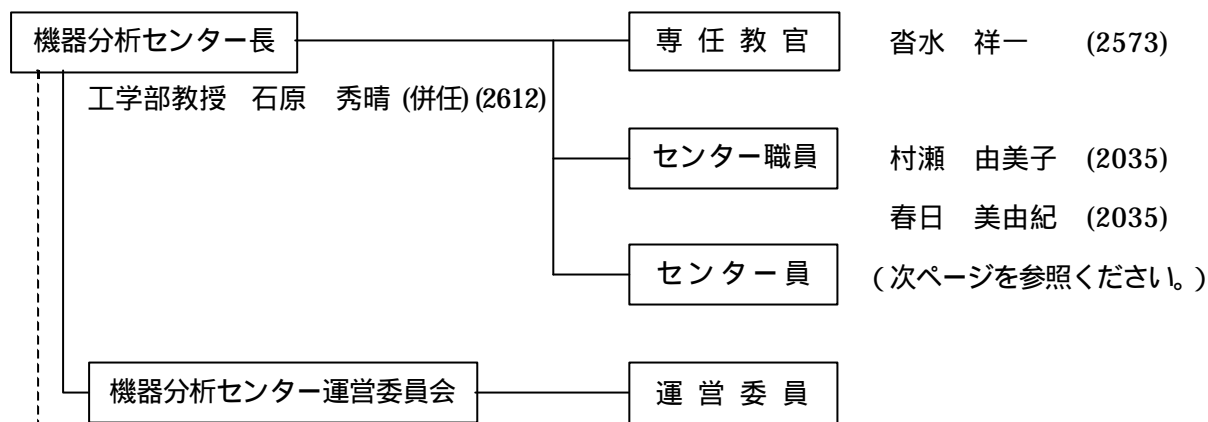 機器分析センター長 専任教官 沓水 祥一 (2573)
工学部教授 石原 秀晴 (併任) (2612)
センター職員 村瀬 由美子 (2035)
春日 美由紀 (2035)
センター員 (次ページを参照ください。)
機器分析センター運営委員会 運営委員